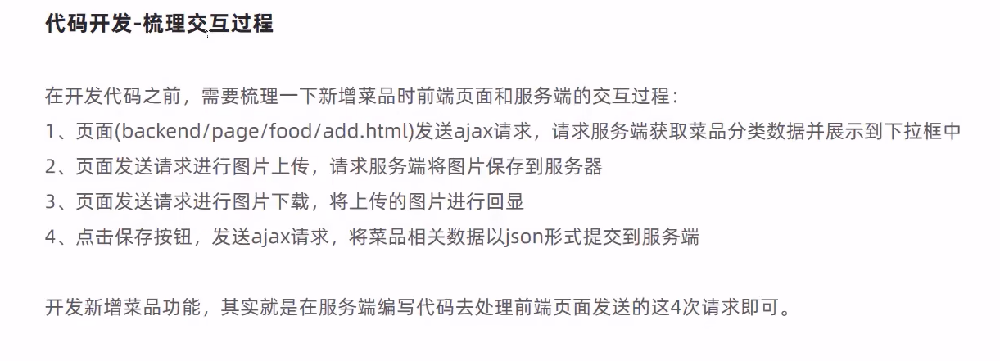 代码开发-梳理交互过程
在开发代码之前，需要梳理一下新增菜品时前端页面和服务端的交互过程：
1、页面(backend/page/food/add.html)发送ajax请求，请求服务端获取菜品分类数据并展示到下拉框中
2、页面发送请求进行图片上传，请求服务端将图片保存到服务器
3、页面发送请求进行图片下载，将上传的图片进行回显
4、点击保存按钮，发送ajax请求，将菜品相关数据以json形式提交到服务端
开发新增菜品功能，其实就是在服务端编写代码去处理前端页面发送的这4次请求即可。